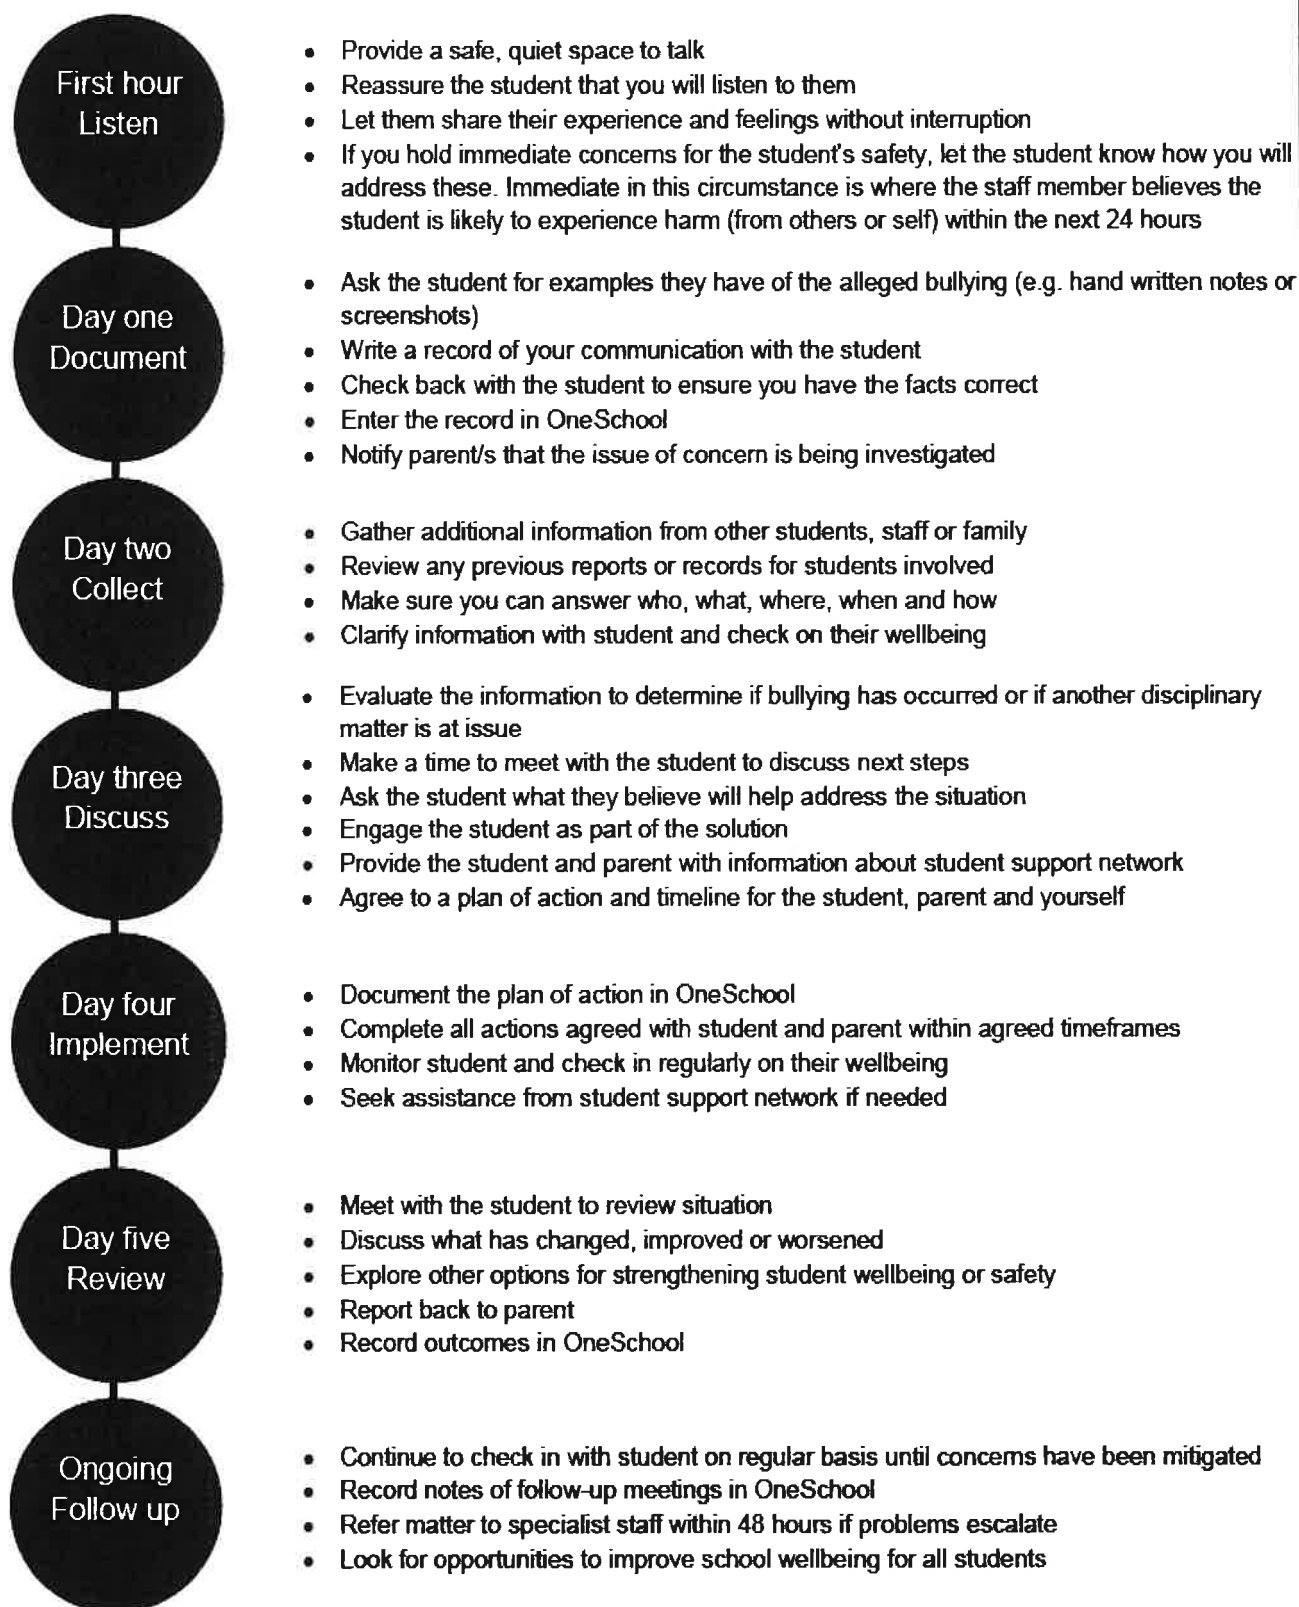 First hour
Listen
• Provide a safe, quiet space to talk
• Reassure the student that you will listen to them
• Let them share their experience and feelings without interruption
• If you hold immediate concerns for the student's safety, let the student know how you will
address these. Immediate in this circumstance is where the staff member believes the
student is likely to experience harm (from others or self) within the next 24 hours
Day one
Document
• Ask the student for examples they have of the alleged bullying (e.g. hand written notes or
screenshots)
• Write a record of your communication with the student
• Check back with the student to ensure you have the facts correct
• Enter the record in OneSchool
• Notify parent/s that the issue of concern is being investigated
Day two
Collect
• Gather additional information from other students, staff or family
• Review any previous reports or records for students involved
• Make sure you can answer who, what, where, when and how
• Clarify information with student and check on their wellbeing
Day three
Discuss
• Evaluate the information to determine if bullying has occurred or if another disciplinary
matter is at issue
• Make a time to meet with the student to discuss next steps
• Ask the student what they believe will help address the situation
• Engage the student as part of the solution
• Provide the student and parent with information about student support network
• Agree to a plan of action and timeline for the student, parent and yourself
Day four
Implement
• Document the plan of action in OneSchool
• Complete all actions agreed with student and parent within agreed timeframes
• Monitor student and check in regularly on their wellbeing
• Seek assistance from student support network if needed
Day five
Review
• Meet with the student to review situation
• Discuss what has changed, improved or worsened
• Explore other options for strengthening student wellbeing or safety
• Report back to parent
• Record outcomes in OneSchool
Ongoing
Follow up
• Continue to check in with student on regular basis until concerns have been mitigated
• Record notes of follow-up meetings in OneSchool
• Refer matter to specialist staff within 48 hours if problems escalate
• Look for opportunities to improve school wellbeing for all students